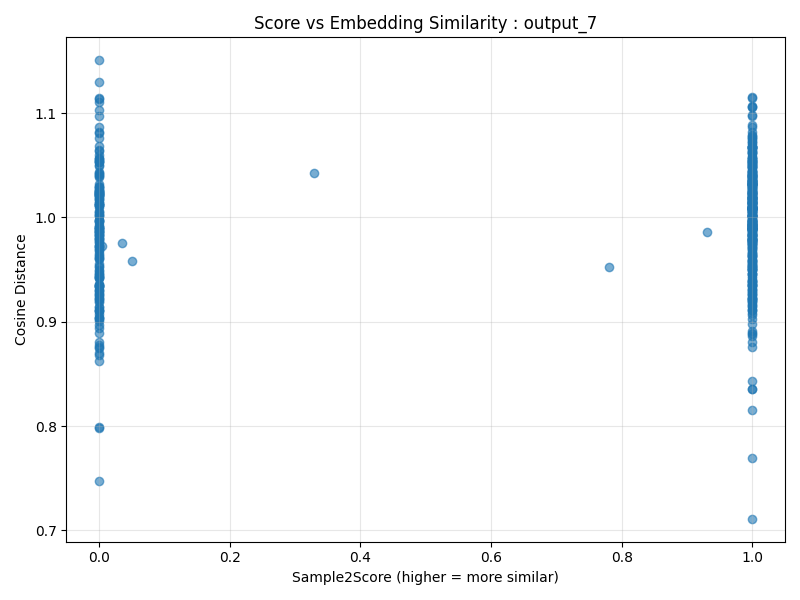 Score vs Embedding Similarity : output_7
Cosine Distance
1.1
1.0
0.9
0.8
0.7
0.0 0.2 0.4 0.6 0.8 1.0
Sample2Score (higher = more similar)